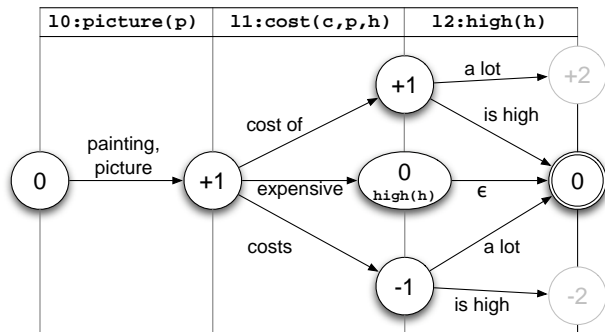 l0:picture(p) l1:cost(c,p,h) l2:high(h)
a lot
+2
+1
is high
cost of
painting,
picture
0
+1
expensive
0
high(h)
ϵ
0
costs
a lot
-1
is high
-2